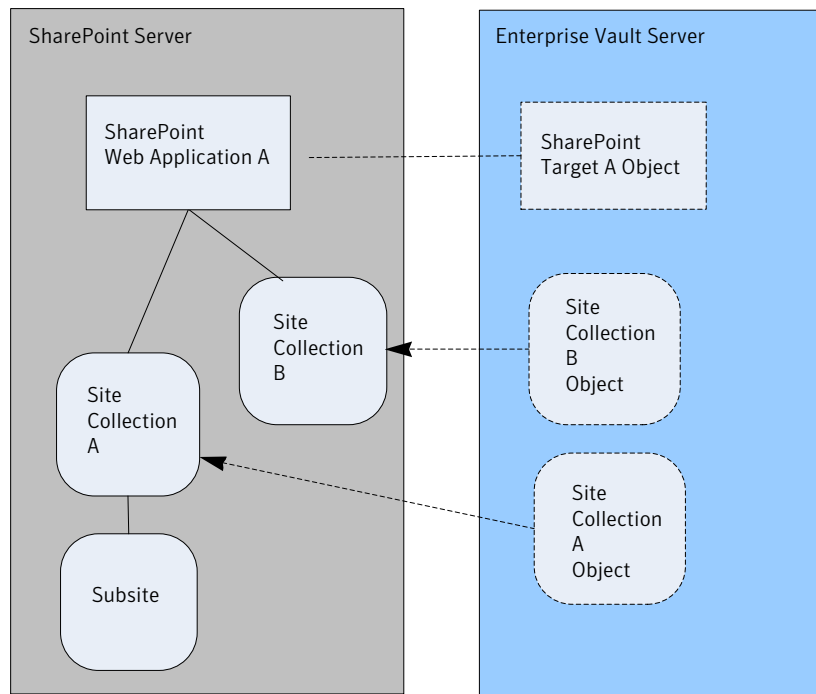 SharePoint Server
SharePoint
Web Application A
Site
Collection
B
Site
Collection
A
Subsite
Enterprise Vault Server
SharePoint
Target A Object
Site
Collection
B
Object
Site
Collection
A
Object